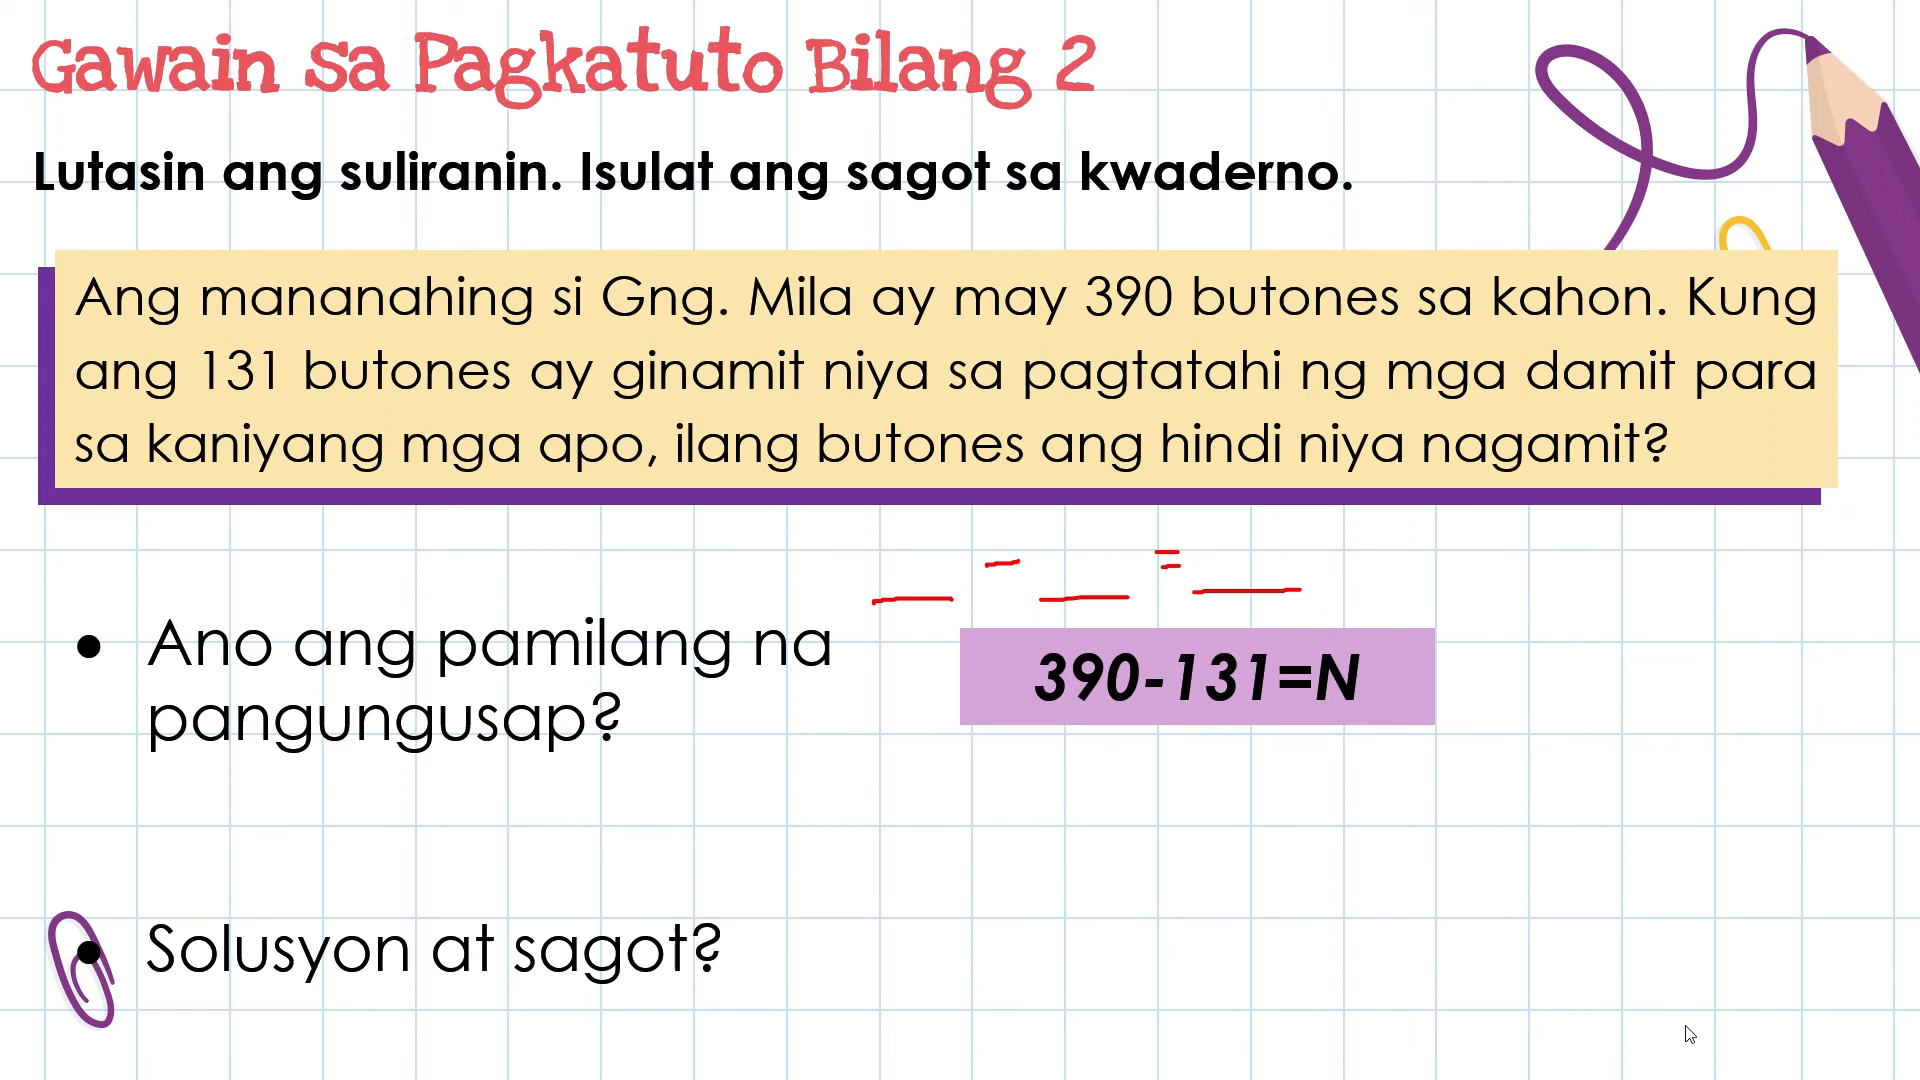 Gawain sa Pagkatuto Bilang 2
Lutasin ang suliranin. Isulat ang sagot sa kwaderno.
Ang mananahing si Gng. Mila ay may 390 butones sa kahon. Kung
ang 131 butones ay ginamit niya sa pagtatahi ng mga damit para
sa kaniyang mga apo, ilang butones ang hindi niya nagamit?
__ - __ = __
• Ano ang pamilang na
pangungusap?
390-131=N
• Solusyon at sagot?